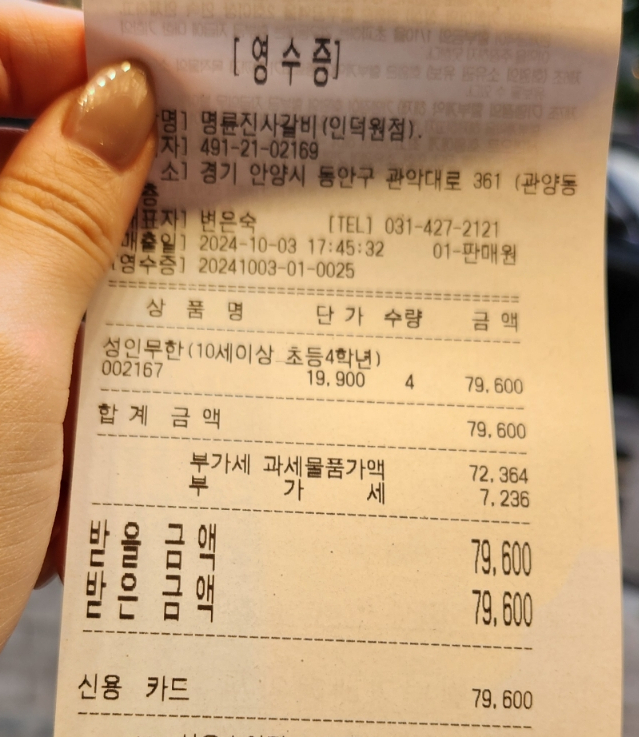 [영수증]
명] 명륜진사갈비(인덕원점).
자] 491-21-02169
소] 경기 안양시 동안구 관악대로 361 (관양동
층
대표자] 변은숙 [TEL] 031-427-2121
매출일] 2024-10-03 17:45:32 01-판매원
[영수증] 20241003-01-0025
상 품 명 단 가 수량 금 액
성인무한(10세이상 초등4학년)
002167 19,900 4 79,600
합 계 금 액 79,600
부가세 과세물품가액 72,364
부 가 세 7,236
받을 금액 79,600
받은 금액 79,600
신용 카드 79,600